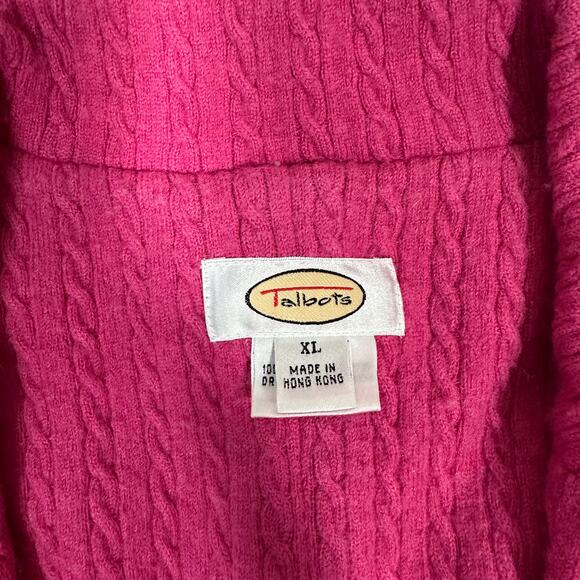 Talbots
XL
MADE IN
HONG KONG